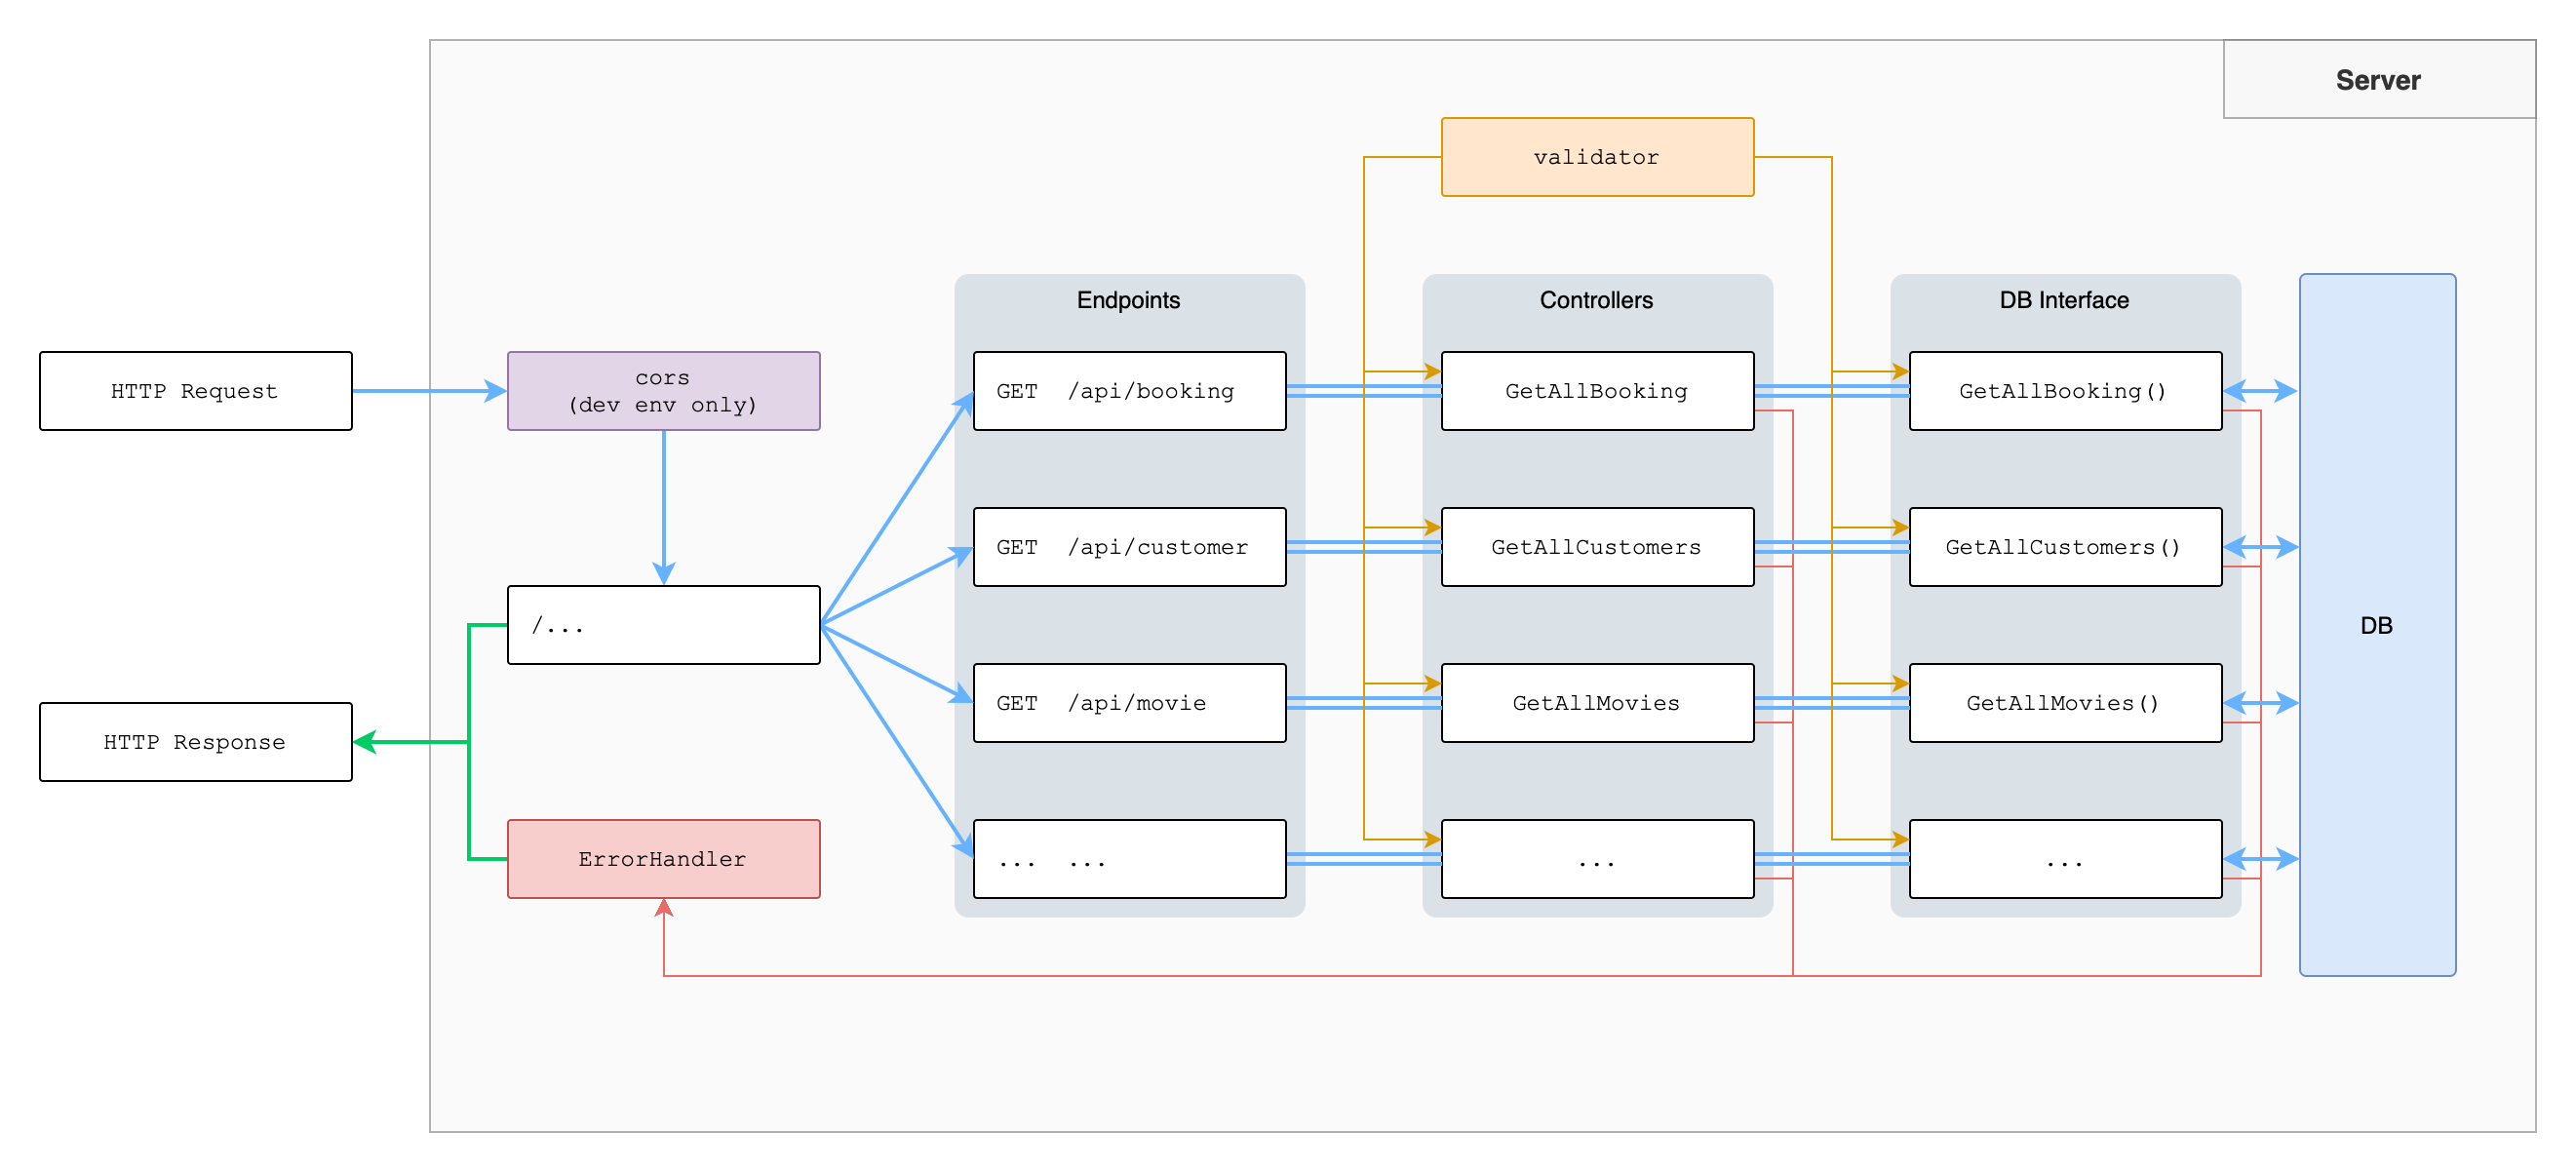 Server
validator
Endpoints
Controllers
DB Interface
HTTP Request
cors
(dev env only)
GET /api/booking
GetAllBooking
GetAllBooking()
GET /api/customer
GetAllCustomers
GetAllCustomers()
/...
DB
GET /api/movie
GetAllMovies
GetAllMovies()
HTTP Response
ErrorHandler
... ...
...
...